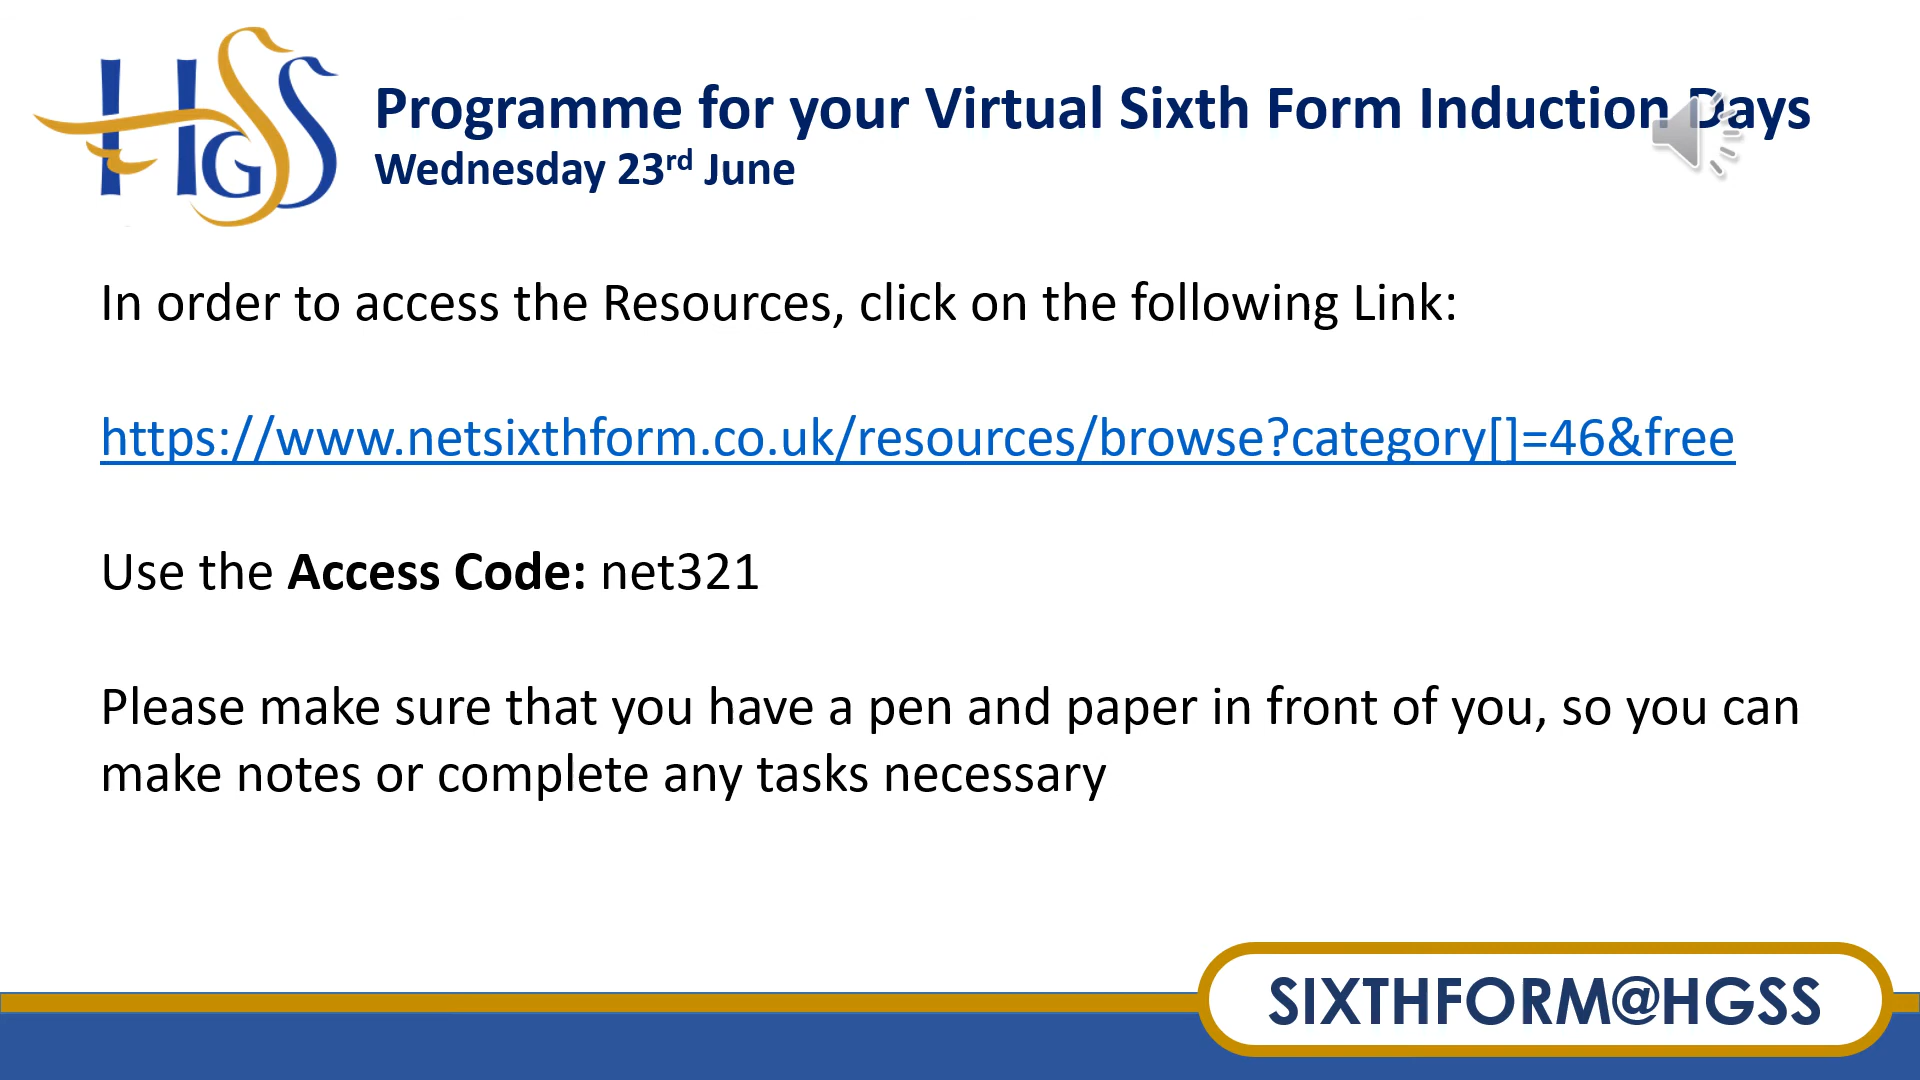 HGSS
Programme for your Virtual Sixth Form Induction Days
Wednesday 23rd June
In order to access the Resources, click on the following Link:
https://www.netsixthform.co.uk/resources/browse?category[]=46&free
Use the Access Code: net321
Please make sure that you have a pen and paper in front of you, so you can
make notes or complete any tasks necessary
SIXTHFORM@HGSS